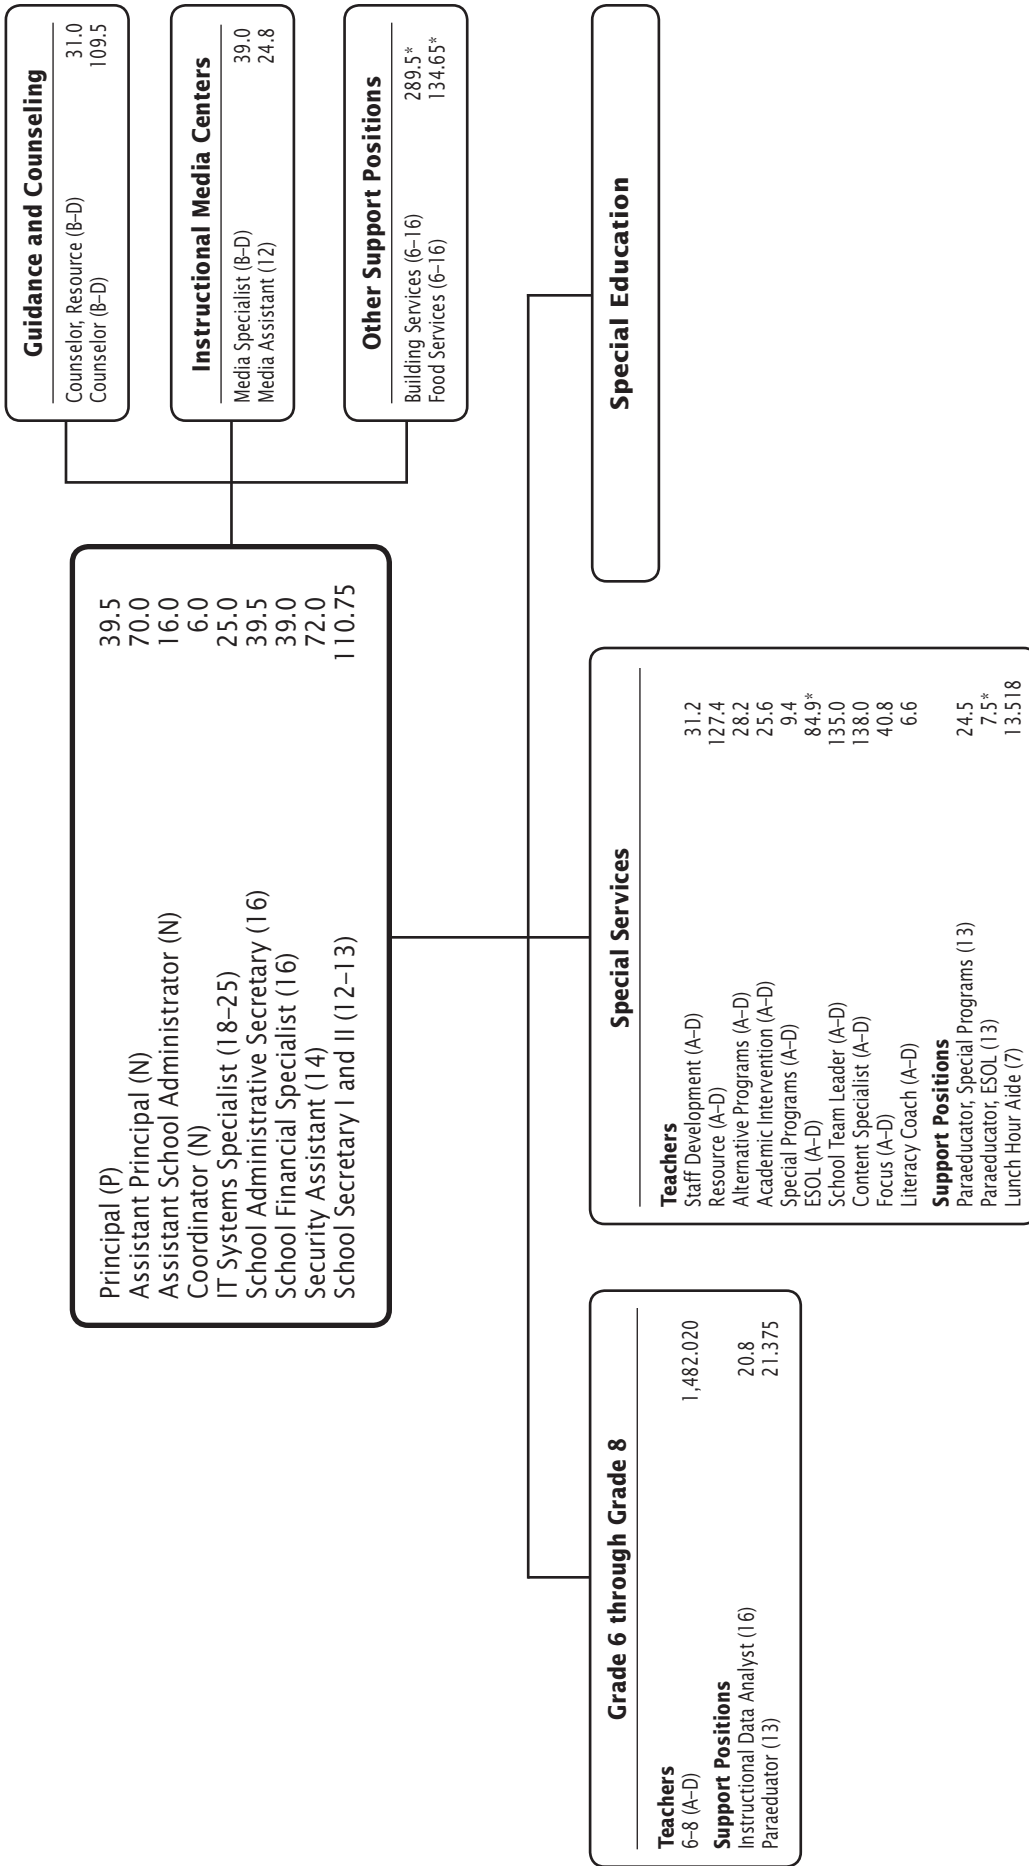 Principal (P) 39.5
Assistant Principal (N) 70.0
Assistant School Administrator (N) 16.0
Coordinator (N) 6.0
IT Systems Specialist (18–25) 25.0
School Administrative Secretary (16) 39.5
School Financial Specialist (16) 39.0
Security Assistant (14) 72.0
School Secretary I and II (12–13) 110.75
Guidance and Counseling
Counselor, Resource (B–D) 31.0
Counselor (B–D) 109.5
Instructional Media Centers
Media Specialist (B–D) 39.0
Media Assistant (12) 24.8
Other Support Positions
Building Services (6–16) 289.5*
Food Services (6–16) 134.65*
Grade 6 through Grade 8
Teachers
6–8 (A–D) 1,482.020
Support Positions
Instructional Data Analyst (16) 20.8
Paraeduator (13) 21.375
Special Services
Teachers
Staff Development (A–D) 31.2
Resource (A–D) 127.4
Alternative Programs (A–D) 28.2
Academic Intervention (A–D) 25.6
Special Programs (A–D) 9.4
ESOL (A–D) 84.9*
School Team Leader (A–D) 135.0
Content Specialist (A–D) 138.0
Focus (A–D) 40.8
Literacy Coach (A–D) 6.6
Support Positions
Paraeducator, Special Programs (13) 24.5
Paraeducator, ESOL (13) 7.5*
Lunch Hour Aide (7) 13.518
Special Education